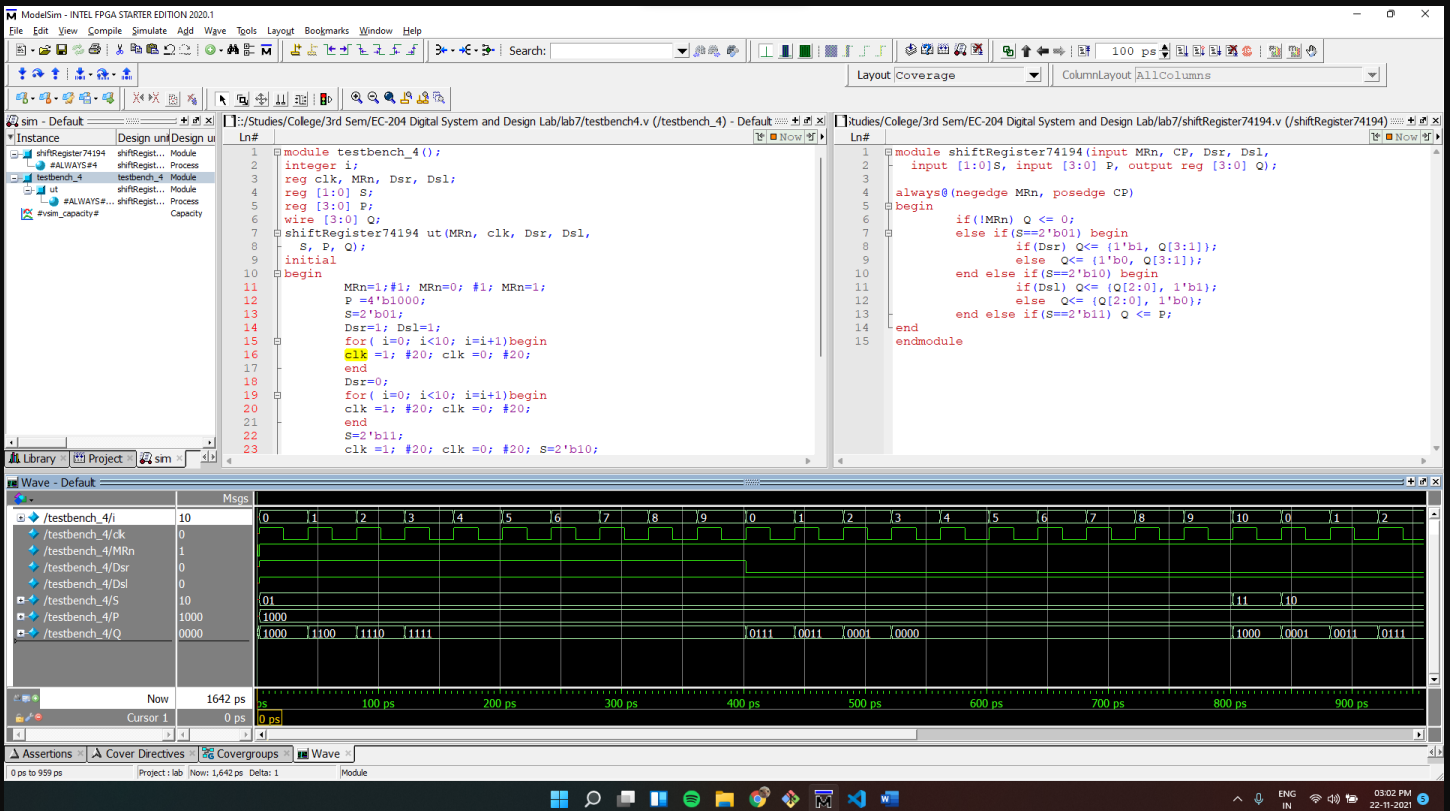 ModelSim - INTEL FPGA STARTER EDITION 2020.1
File Edit View Compile Simulate Add Wave Tools Layout Bookmarks Window Help
Search:
100 ps
Layout Coverage
ColumnLayout AllColumns
sim - Default
Instance Design unit Design u
shiftRegister74194 shiftRegist... Module
#ALWAYS#4 shiftRegist... Process
testbench_4 testbench_4 Module
ut shiftRegist... Module
#ALWAYS#... shiftRegist... Process
#vsim_capacity# Capacity
Library Project sim
:/Studies/College/3rd Sem/EC-204 Digital System and Design Lab/lab7/testbench4.v (/testbench_4) - Default
Ln# Now
1 module testbench_4();
2 integer i;
3 reg clk, MRn, Dsr, Dsl;
4 reg [1:0] S;
5 reg [3:0] P;
6 wire [3:0] Q;
7 shiftRegister74194 ut(MRn, clk, Dsr, Dsl,
8 S, P, Q);
9 initial
10 begin
11 MRn=1;#1; MRn=0; #1; MRn=1;
12 P =4'b1000;
13 S=2'b01;
14 Dsr=1; Dsl=1;
15 for( i=0; i<10; i=i+1)begin
16 clk =1; #20; clk =0; #20;
17 end
18 Dsr=0;
19 for( i=0; i<10; i=i+1)begin
20 clk =1; #20; clk =0; #20;
21 end
22 S=2'b11;
23 clk =1; #20; clk =0; #20; S=2'b10;
itudies/College/3rd Sem/EC-204 Digital System and Design Lab/lab7/shiftRegister74194.v (/shiftRegister74194)
Ln# Now
1 module shiftRegister74194(input MRn, CP, Dsr, Dsl,
2 input [1:0]S, input [3:0] P, output reg [3:0] Q);
3
4 always@(negedge MRn, posedge CP)
5 begin
6 if(!MRn) Q <= 0;
7 else if(S==2'b01) begin
8 if(Dsr) Q<= {1'b1, Q[3:1]};
9 else Q<= {1'b0, Q[3:1]};
10 end else if(S==2'b10) begin
11 if(Dsl) Q<= {Q[2:0], 1'b1};
12 else Q<= {Q[2:0], 1'b0};
13 end else if(S==2'b11) Q <= P;
14 end
15 endmodule
Wave - Default
Msgs
/testbench_4/i 10 0 1 2 3 4 5 6 7 8 9 0 1 2 3 4 5 6 7 8 9 10 0 1 2
/testbench_4/clk 0
/testbench_4/MRn 1
/testbench_4/Dsr 0
/testbench_4/Dsl 0
/testbench_4/S 10 01 11 10
/testbench_4/P 1000 1000
/testbench_4/Q 0000 1000 1100 1110 1111 0111 0011 0001 0000 1000 0001 0011 0111
Now 1642 ps ps 100 ps 200 ps 300 ps 400 ps 500 ps 600 ps 700 ps 800 ps 900 ps
Cursor 1 0 ps 0 ps
Assertions Cover Directives Covergroups Wave
0 ps to 959 ps Project : lab Now: 1,642 ps Delta: 1 Module
ENG
IN
03:02 PM
22-11-2021
5